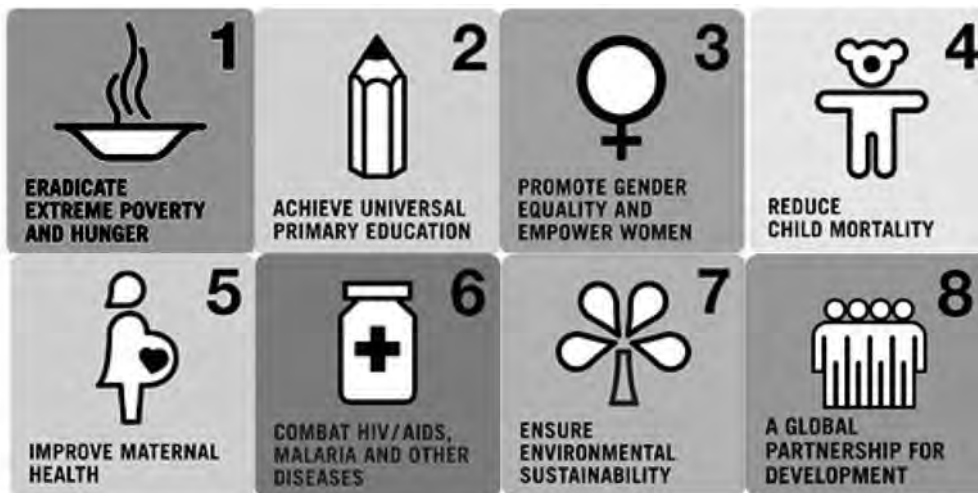 1
ERADICATE
EXTREME POVERTY
AND HUNGER
2
ACHIEVE UNIVERSAL
PRIMARY EDUCATION
3
PROMOTE GENDER
EQUALITY AND
EMPOWER WOMEN
4
REDUCE
CHILD MORTALITY
5
IMPROVE MATERNAL
HEALTH
6
COMBAT HIV/AIDS,
MALARIA AND OTHER
DISEASES
7
ENSURE
ENVIRONMENTAL
SUSTAINABILITY
8
A GLOBAL
PARTNERSHIP FOR
DEVELOPMENT